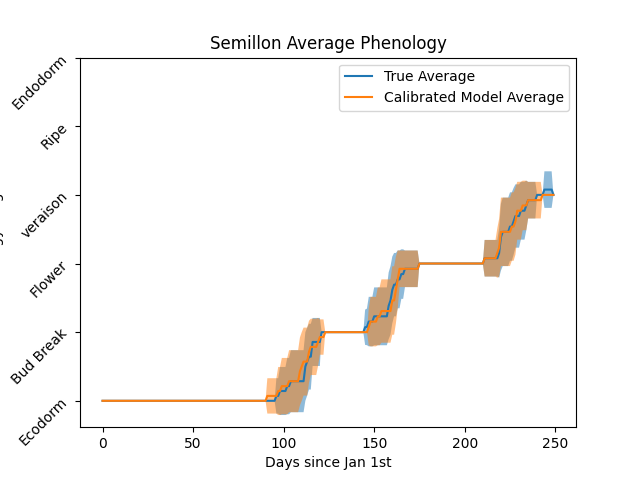 Semillon Average Phenology
True Average
Calibrated Model Average
Endodorm
Ripe
veraison
Flower
Bud Break
Ecodorm
0 50 100 150 200 250
Days since Jan 1st